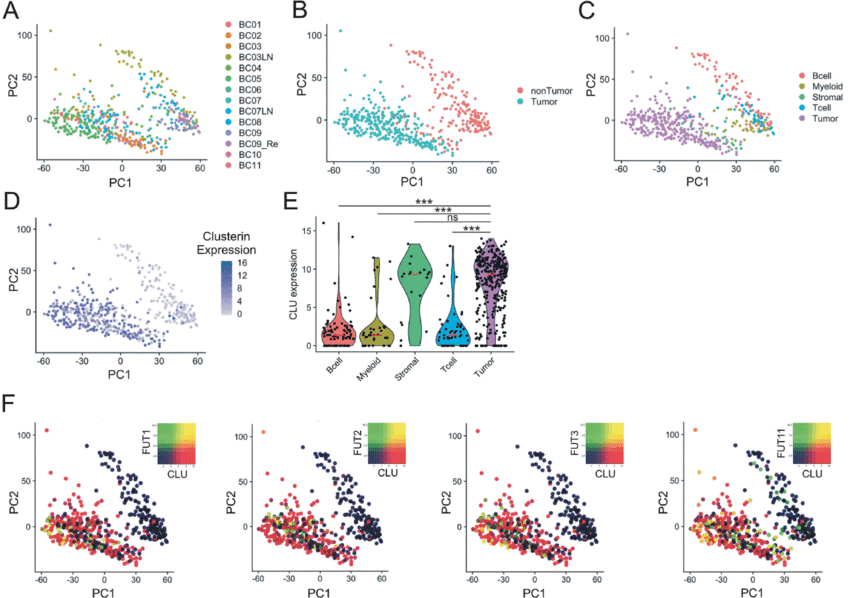 A
PC2
100
50
0
-60 -30 0 30 60
PC1
BC01
BC02
BC03
BC03LN
BC04
BC05
BC06
BC07
BC07LN
BC08
BC09
BC09_Re
BC10
BC11
B
PC2
100
50
0
-60 -30 0 30 60
PC1
nonTumor
Tumor
C
PC2
100
50
0
-60 -30 0 30 60
PC1
Bcell
Myeloid
Stromal
Tcell
Tumor
D
PC2
100
50
0
-60 -30 0 30 60
PC1
Clusterin
Expression
16
12
8
4
0
E
CLU expression
15
10
5
0
***
***
ns
***
Bcell
Myeloid
Stromal
Tcell
Tumor
F
PC2
100
50
0
-60 -30 0 30 60
PC1
FUT1
CLU
PC2
100
50
0
-60 -30 0 30 60
PC1
FUT2
CLU
PC2
100
50
0
-60 -30 0 30 60
PC1
FUT3
CLU
PC2
100
50
0
-60 -30 0 30 60
PC1
FUT11
CLU